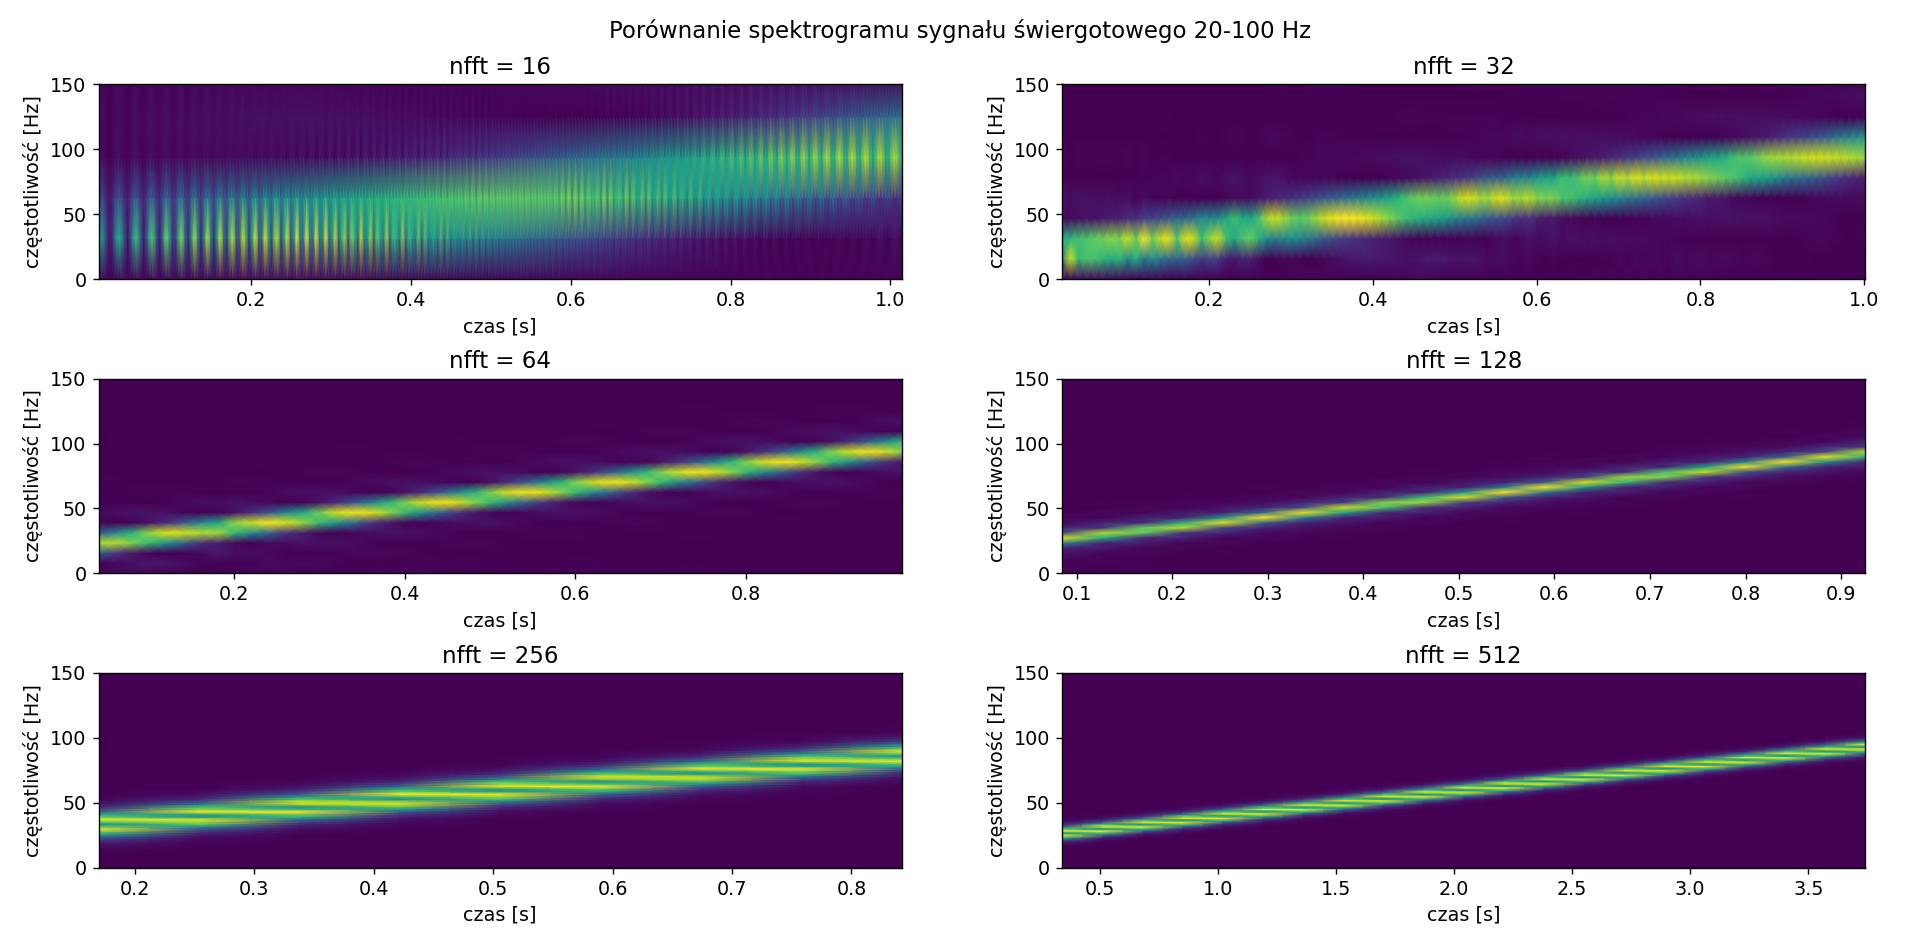 Porównanie spektrogramu sygnału świergotowego 20-100 Hz
nfft = 16
150
100
50
0
częstotliwość [Hz]
0.2 0.4 0.6 0.8 1.0
czas [s]
nfft = 32
150
100
50
0
częstotliwość [Hz]
0.2 0.4 0.6 0.8 1.0
czas [s]
nfft = 64
150
100
50
0
częstotliwość [Hz]
0.2 0.4 0.6 0.8
czas [s]
nfft = 128
150
100
50
0
częstotliwość [Hz]
0.1 0.2 0.3 0.4 0.5 0.6 0.7 0.8 0.9
czas [s]
nfft = 256
150
100
50
0
częstotliwość [Hz]
0.2 0.3 0.4 0.5 0.6 0.7 0.8
czas [s]
nfft = 512
150
100
50
0
częstotliwość [Hz]
0.5 1.0 1.5 2.0 2.5 3.0 3.5
czas [s]